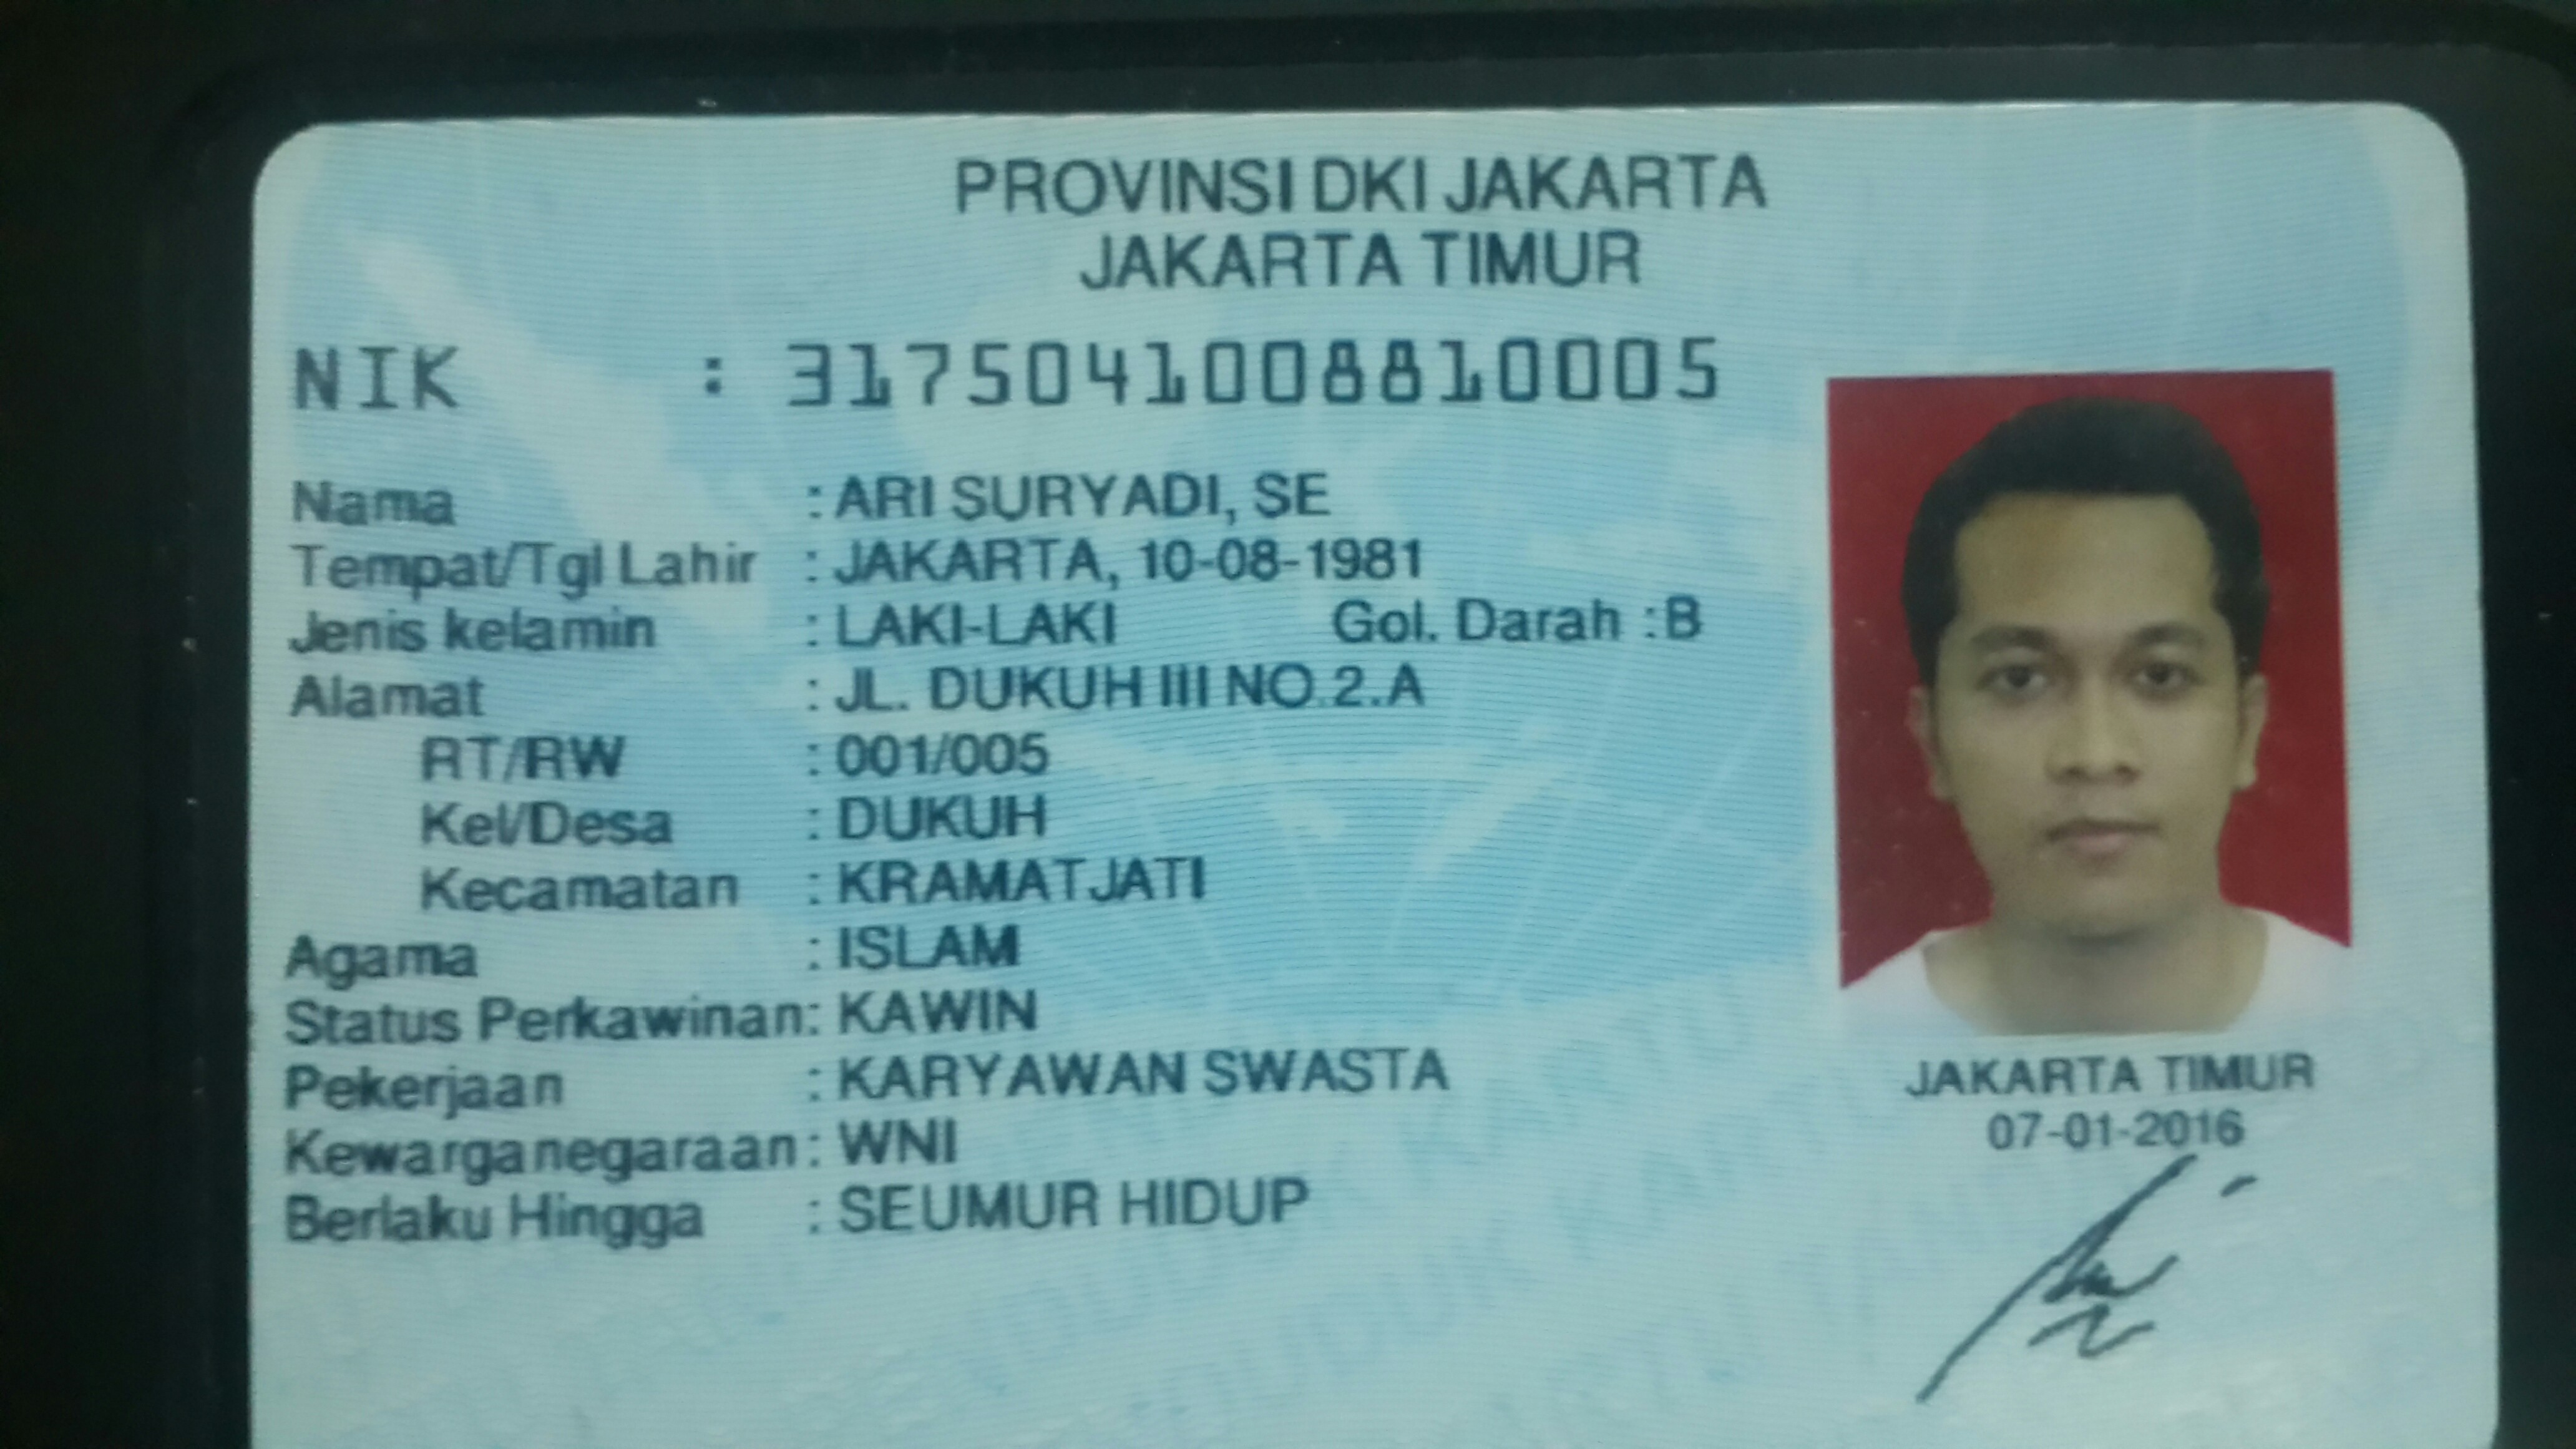 PROVINSI DKI JAKARTA
JAKARTA TIMUR
NIK : 3175041008810005
Nama : ARI SURYADI, SE
Tempat/Tgl Lahir : JAKARTA, 10-08-1981
Jenis kelamin : LAKI-LAKI Gol. Darah : B
Alamat : JL. DUKUH III NO.2.A
RT/RW : 001/005
Kel/Desa : DUKUH
Kecamatan : KRAMATJATI
Agama : ISLAM
Status Perkawinan: KAWIN
Pekerjaan : KARYAWAN SWASTA
Kewarganegaraan: WNI
Berlaku Hingga : SEUMUR HIDUP
JAKARTA TIMUR
07-01-2016